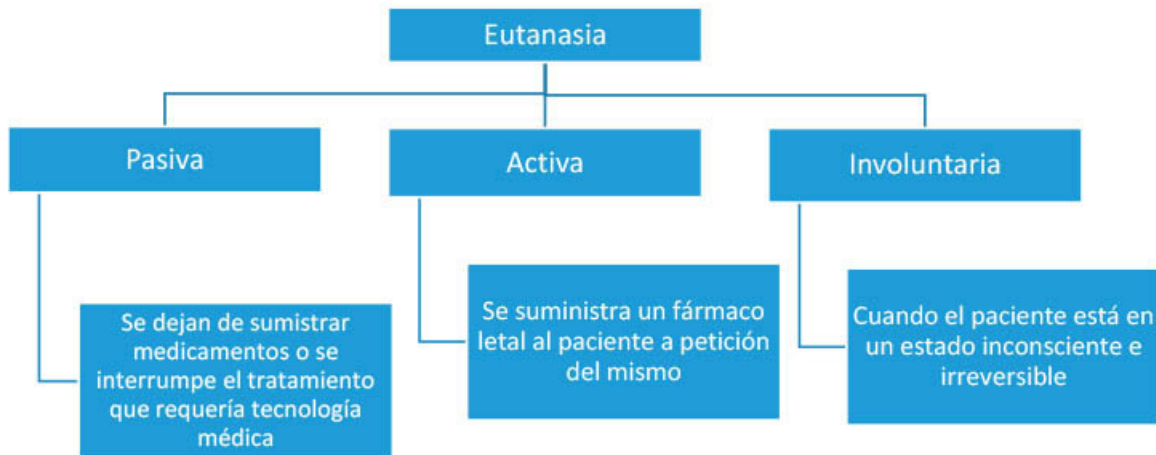 Eutanasia
Pasiva
Activa
Involuntaria
Se dejan de sumistrar
medicamentos o se
interrumpe el tratamiento
que requería tecnología
médica
Se suministra un fármaco
letal al paciente a petición
del mismo
Cuando el paciente está en
un estado inconsciente e
irreversible